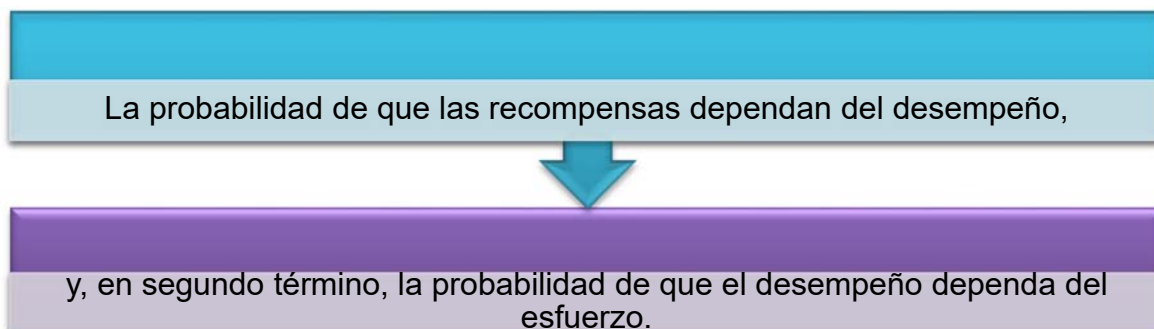 La probabilidad de que las recompensas dependan del desempeño,
y, en segundo término, la probabilidad de que el desempeño dependa del
esfuerzo.